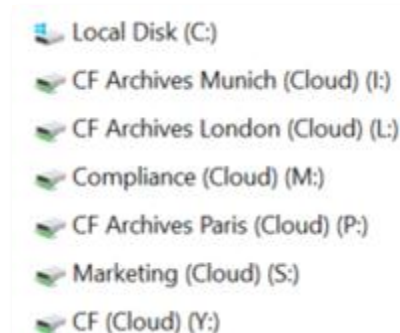 Local Disk (C:)
CF Archives Munich (Cloud) (I:)
CF Archives London (Cloud) (L:)
Compliance (Cloud) (M:)
CF Archives Paris (Cloud) (P:)
Marketing (Cloud) (S:)
CF (Cloud) (Y:)